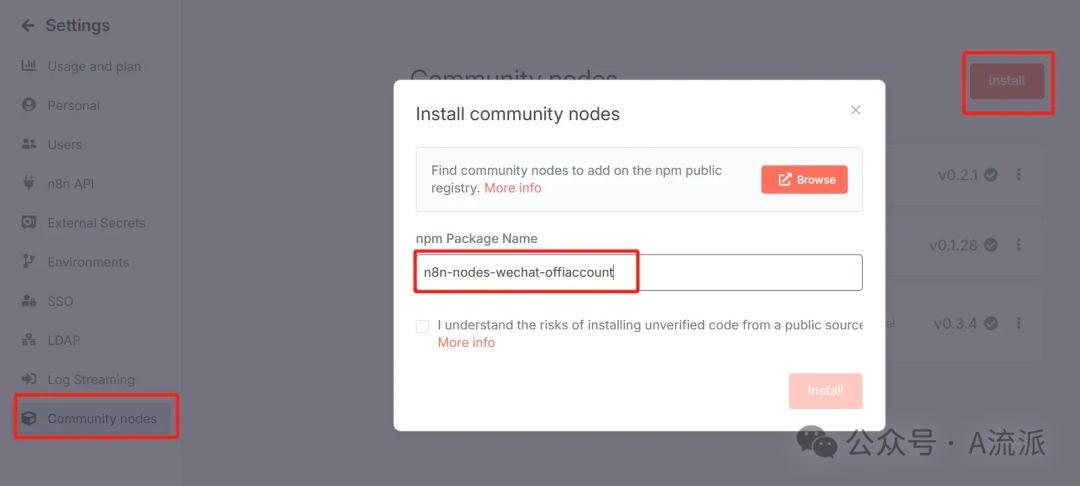 Settings
Usage and plan
Personal
Users
n8n API
External Secrets
Environments
SSO
LDAP
Log Streaming
Community nodes
Community nodes
Install
Install community nodes
Find community nodes to add on the npm public
registry. More info
Browse
npm Package Name
n8n-nodes-wechat-offiaccount
I understand the risks of installing unverified code from a public source
More info
Install
v0.2.1
v0.1.28
v0.3.4
公众号 · A流派